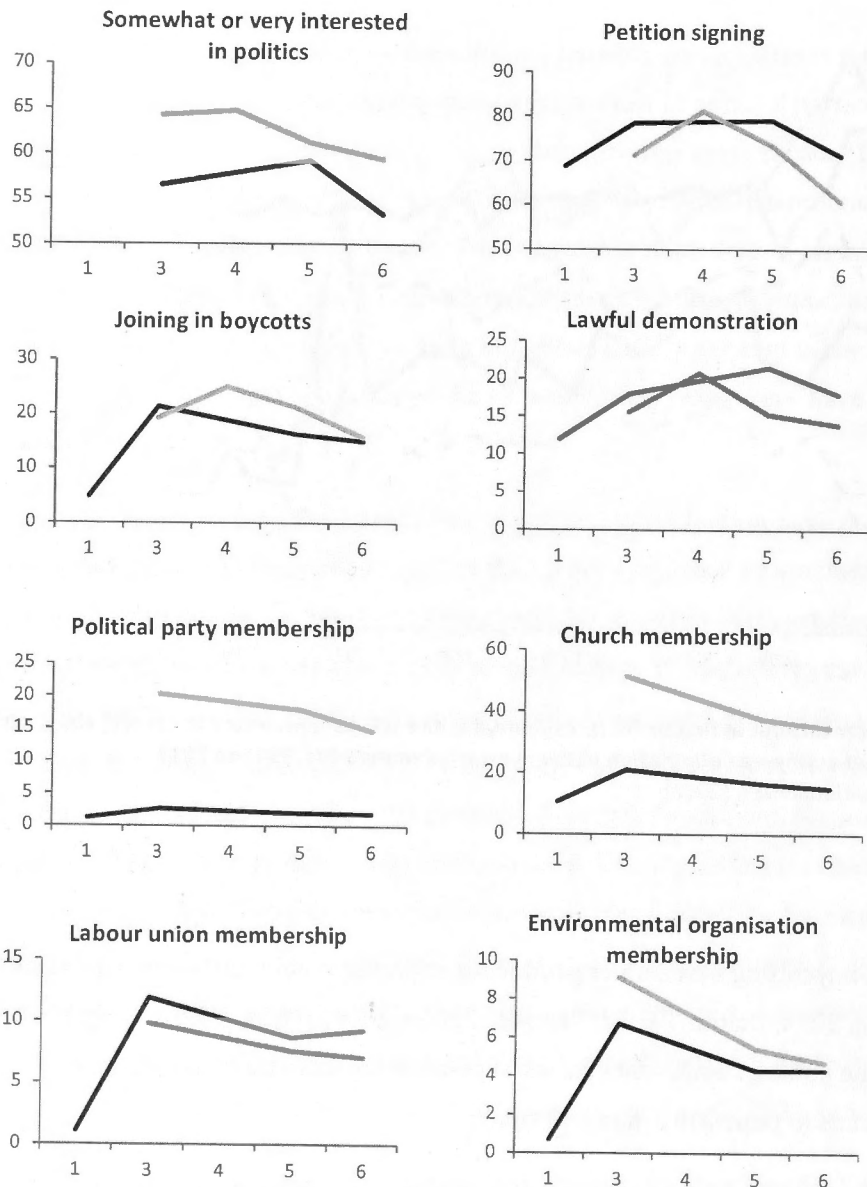 Somewhat or very interested
in politics
70
65
60
55
50
1 3 4 5 6
Petition signing
90
80
70
60
50
1 3 4 5 6
Joining in boycotts
30
20
10
0
1 3 4 5 6
Lawful demonstration
25
20
15
10
5
0
1 3 4 5 6
Political party membership
25
20
15
10
5
0
1 3 4 5 6
Church membership
60
40
20
0
1 3 4 5 6
Labour union membership
15
10
5
0
1 3 4 5 6
Environmental organisation
membership
10
8
6
4
2
0
1 3 4 5 6